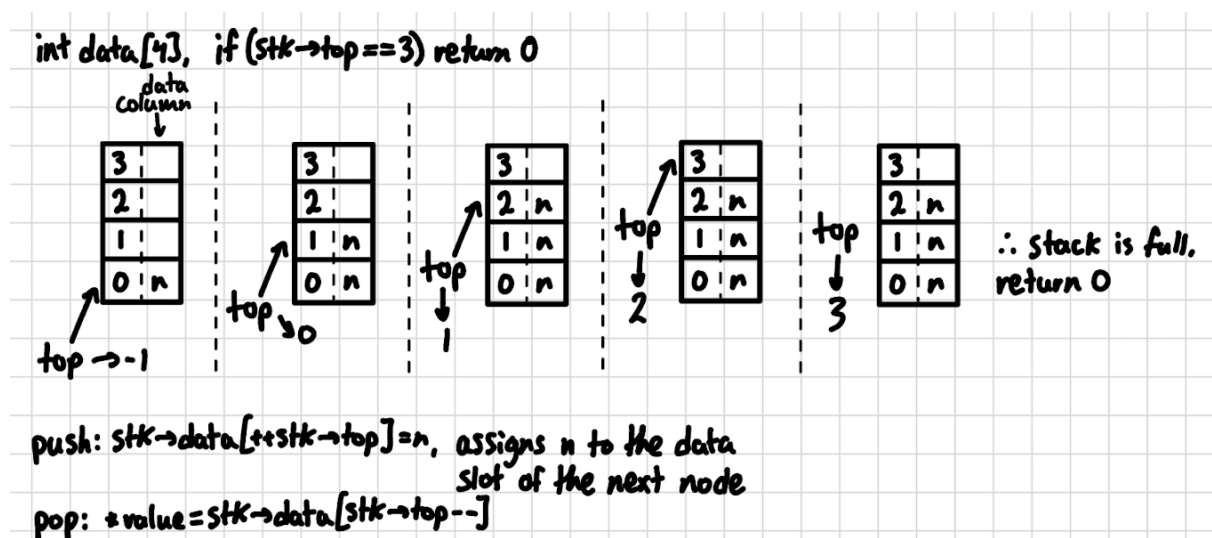 int data[4], if (stk→top==3) return 0
data
column
3
2
1
0 n
top → -1
3
2
1 n
0 n
top
0
3
2 n
1 n
0 n
top
1
3
2 n
1 n
0 n
top
2
3
2 n
1 n
0 n
top
3
∴ stack is full.
return 0
push: stk→data[++stk→top]=n, assigns n to the data
slot of the next node
pop: *value=stk→data[stk→top--]